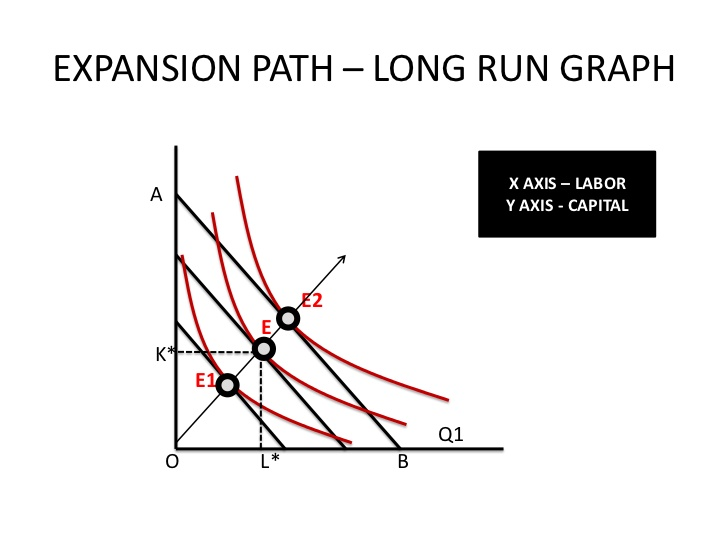 EXPANSION PATH – LONG RUN GRAPH
X AXIS – LABOR
Y AXIS - CAPITAL
A
E2
E
K*
E1
Q1
O
L*
B